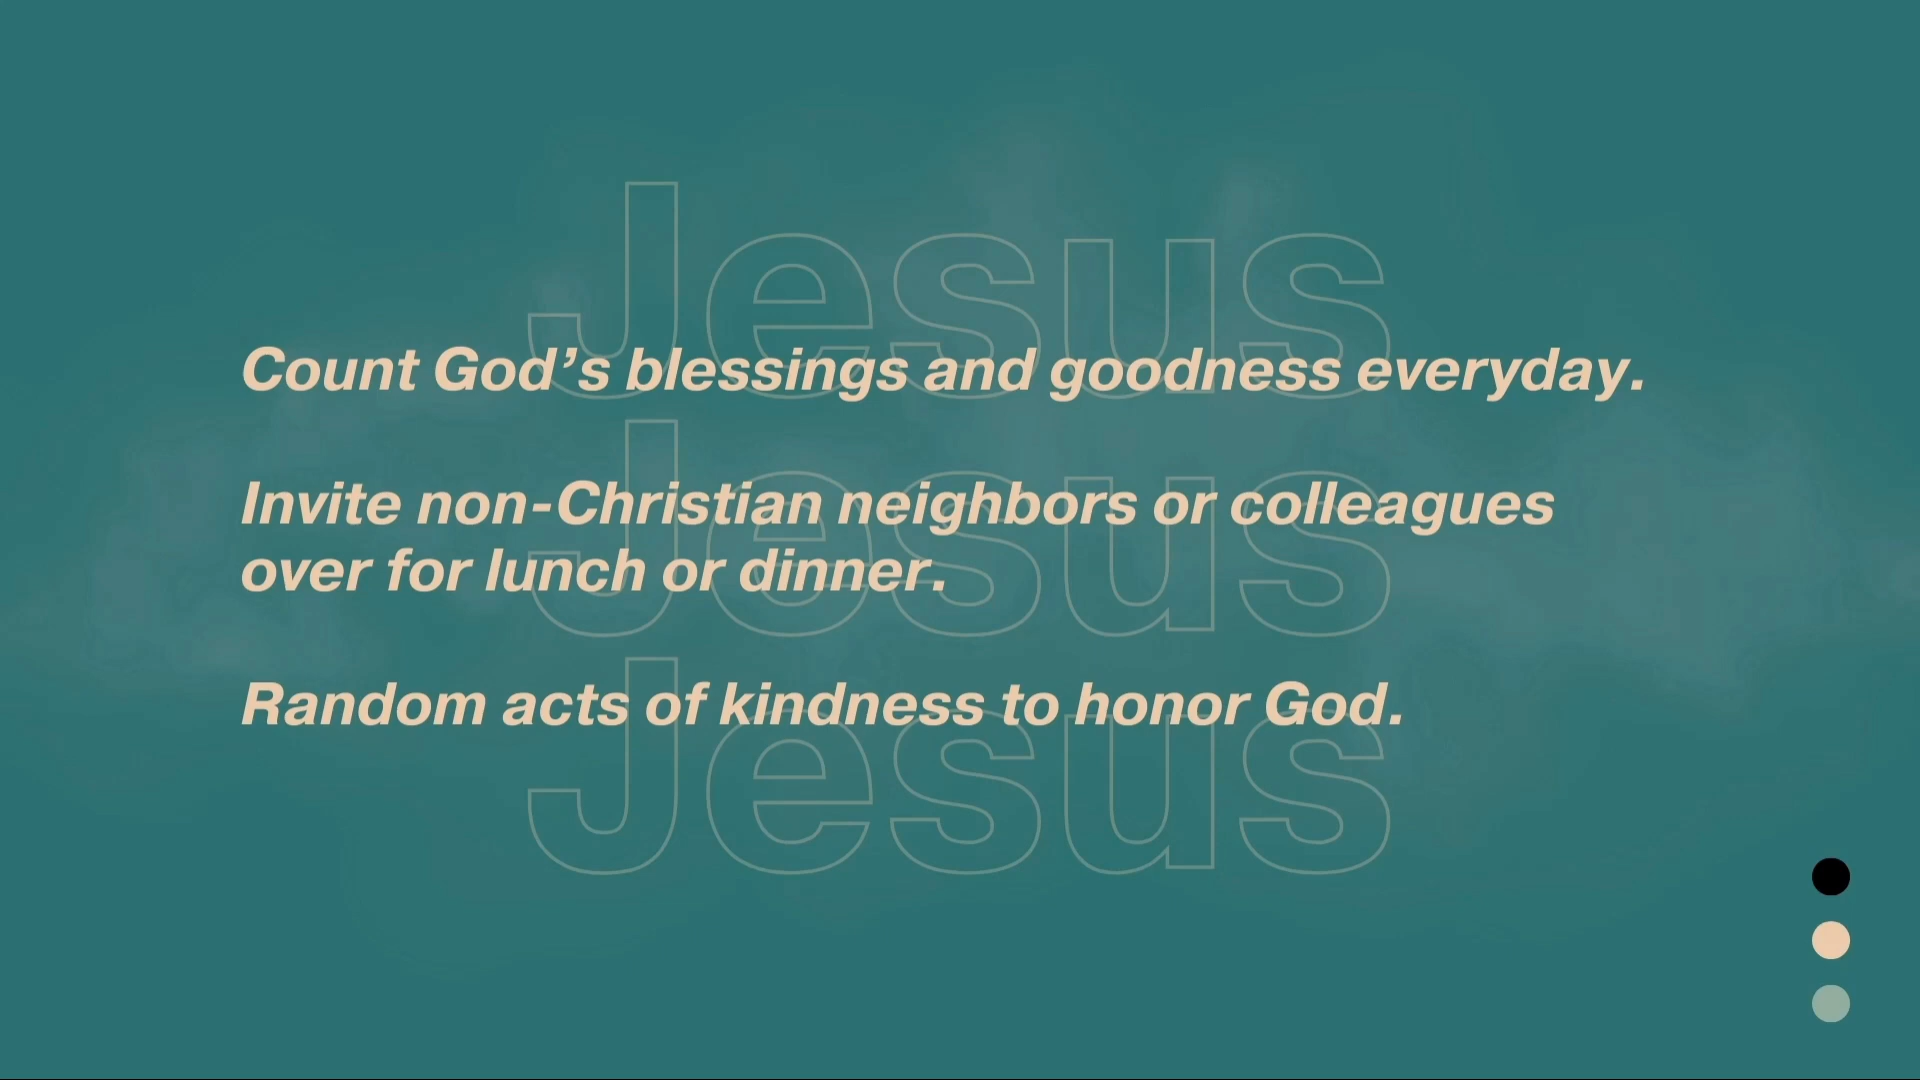 Jesus
Count God’s blessings and goodness everyday.
Jesus
Invite non-Christian neighbors or colleagues
over for lunch or dinner.
Jesus
Random acts of kindness to honor God.